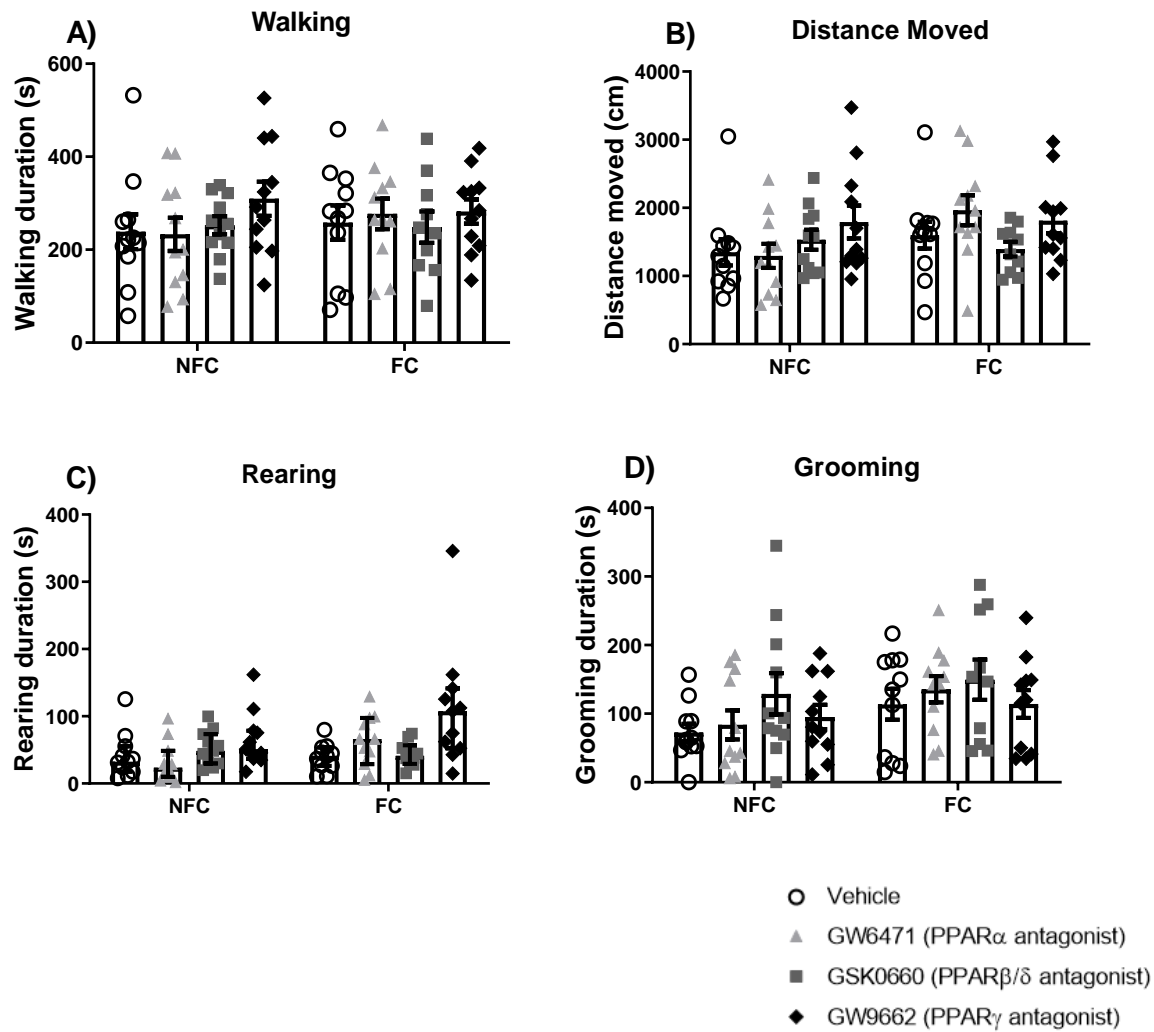 A)
Walking
Walking duration (s)
600
400
200
0
NFC
FC
B)
Distance Moved
Distance moved (cm)
4000
3000
2000
1000
0
NFC
FC
C)
Rearing
Rearing duration (s)
400
300
200
100
0
NFC
FC
D)
Grooming
Grooming duration (s)
400
300
200
100
0
NFC
FC
Vehicle
GW6471 (PPARα antagonist)
GSK0660 (PPARβ/δ antagonist)
GW9662 (PPARγ antagonist)